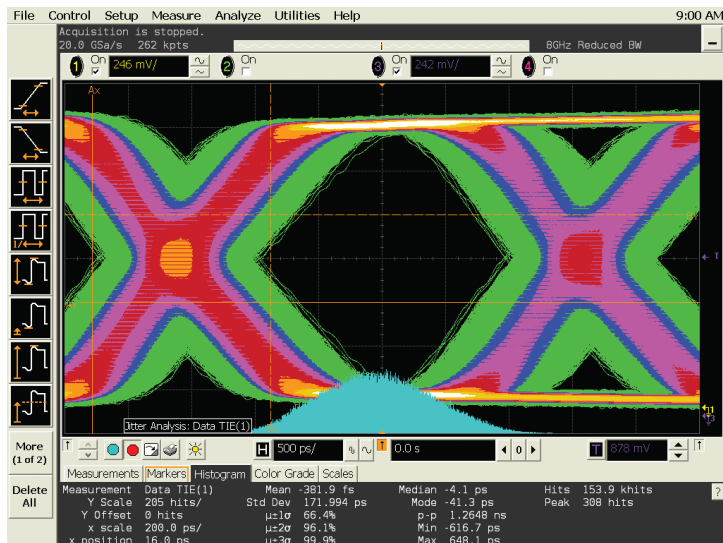 File Control Setup Measure Analyze Utilities Help 9:00 AM
Acquisition is stopped.
20.0 GSa/s 262 kpts 8GHz Reduced BW
1 On 246 mV/ 2 On 3 On 242 mV/ 4 On
Ax
T
More
(1 of 2)
Delete
All
Jitter Analysis: Data TIE(1)
H 500 ps/ T 0.0 s 0 T 878 mV T
Measurements Markers Histogram Color Grade Scales
Measurement Data TIE(1) Mean -381.9 fs Median -4.1 ps Hits 153.9 khits
Y Scale 205 hits/ Std Dev 171.994 ps Mode -41.3 ps Peak 308 hits
Y Offset 0 hits μ±1σ 66.4% p-p 1.2648 ns
x scale 200.0 ps/ μ±2σ 96.1% Min -616.7 ps
x position 16.0 ps μ±3σ 99.9% Max 648.1 ps
?